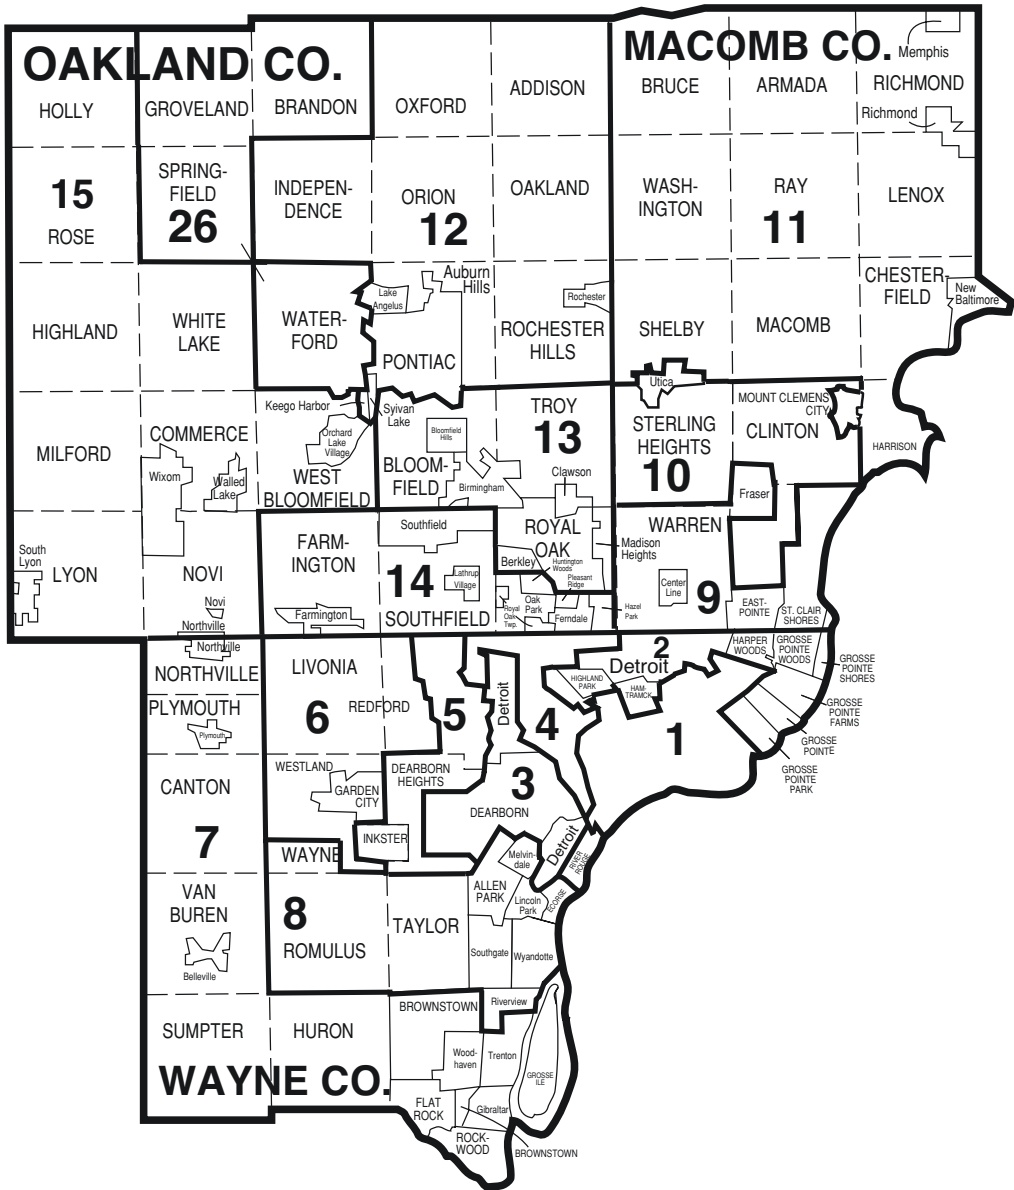 OAKLAND CO.
MACOMB CO.
Memphis
HOLLY
GROVELAND
BRANDON
OXFORD
ADDISON
BRUCE
ARMADA
RICHMOND
Richmond
15
ROSE
SPRING-
FIELD
26
INDEPEN-
DENCE
ORION
12
OAKLAND
WASH-
INGTON
RAY
11
LENOX
HIGHLAND
WHITE
LAKE
WATER-
FORD
Lake
Angelus
Auburn
Hills
PONTIAC
Rochester
ROCHESTER
HILLS
SHELBY
MACOMB
CHESTER-
FIELD
New
Baltimore
Utica
Keego Harbor
Sylvan
Lake
MILFORD
COMMERCE
Wixom
Walled
Lake
Orchard
Lake
Village
WEST
BLOOMFIELD
Bloomfield
Hills
BLOOM-
FIELD
Birmingham
TROY
13
Clawson
STERLING
HEIGHTS
10
MOUNT CLEMENS
CITY
CLINTON
HARRISON
Fraser
South
Lyon
LYON
NOVI
Novi
Northville
Northville
FARM-
INGTON
Farmington
Southfield
14
Lathrup
Village
SOUTHFIELD
ROYAL
OAK
Berkley
Huntington
Woods
Pleasant
Ridge
Royal
Oak
Twp.
Oak
Park
Ferndale
Hazel
Park
Madison
Heights
WARREN
Center
Line
9
EAST-
POINTE
ST. CLAIR
SHORES
NORTHVILLE
LIVONIA
6
REDFORD
5
Detroit
4
HIGHLAND
PARK
2
Detroit
HAM-
TRAMCK
1
HARPER
WOODS
GROSSE
POINTE
WOODS
GROSSE
POINTE
SHORES
GROSSE
POINTE
FARMS
GROSSE
POINTE
GROSSE
POINTE
PARK
PLYMOUTH
Plymouth
CANTON
7
WESTLAND
GARDEN
CITY
DEARBORN
HEIGHTS
3
DEARBORN
INKSTER
WAYNE
Melvin-
dale
Detroit
RIVER
ROUGE
VAN
BUREN
Belleville
8
ROMULUS
TAYLOR
ALLEN
PARK
Lincoln
Park
ECORSE
Southgate
Wyandotte
SUMPTER
HURON
BROWNSTOWN
Riverview
Wood-
haven
Trenton
GROSSE
ILE
WAYNE CO.
FLAT
ROCK
Gibraltar
ROCK-
WOOD
BROWNSTOWN